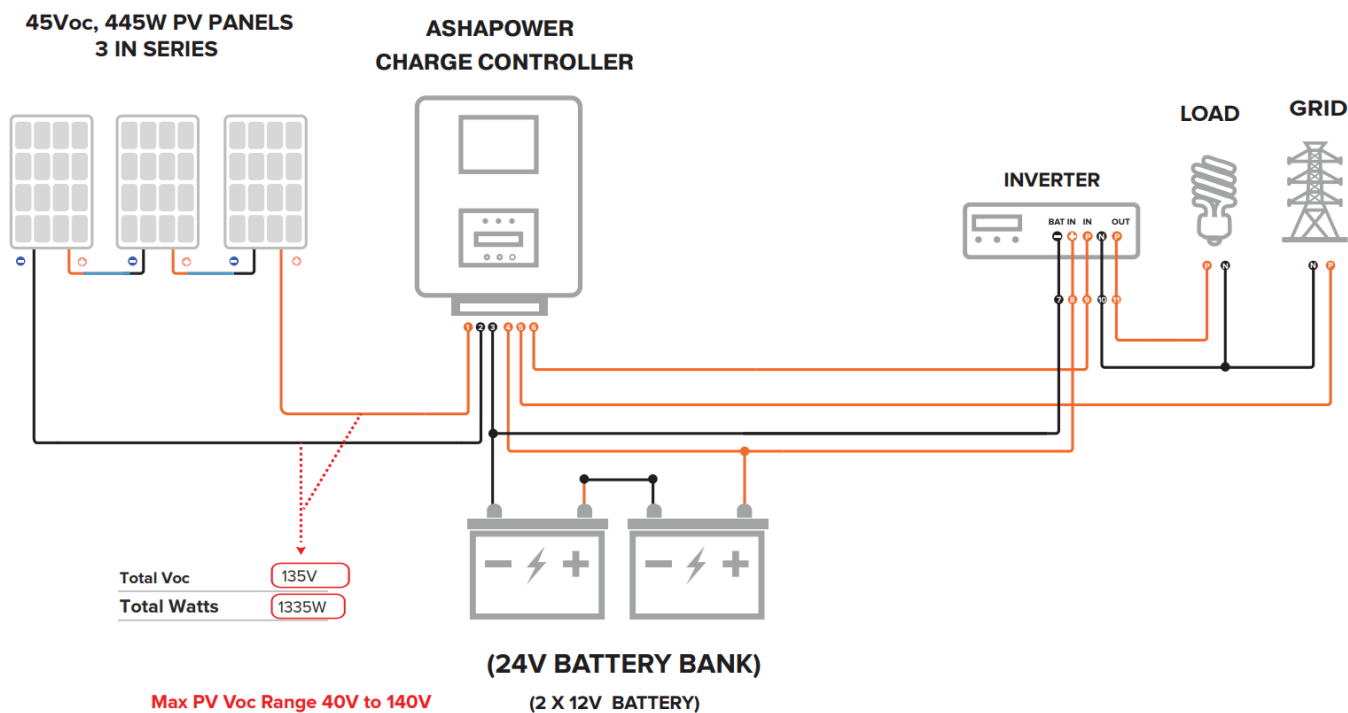 45Voc, 445W PV PANELS
3 IN SERIES
ASHAPOWER
CHARGE CONTROLLER
LOAD
GRID
INVERTER
BAT IN IN OUT
P N P
P N N P
7 8 9 10 11
1 2 3 4 5 6
Total Voc 135V
Total Watts 1335W
(24V BATTERY BANK)
Max PV Voc Range 40V to 140V
(2 X 12V BATTERY)